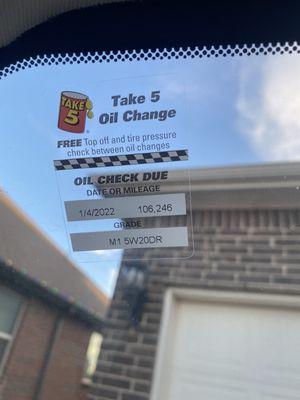 TAKE
5
®
Take 5
Oil Change
FREE Top off and tire pressure
check between oil changes
OIL CHECK DUE
DATE OR MILEAGE
1/4/2022 106,246
GRADE
M1 5W20DR